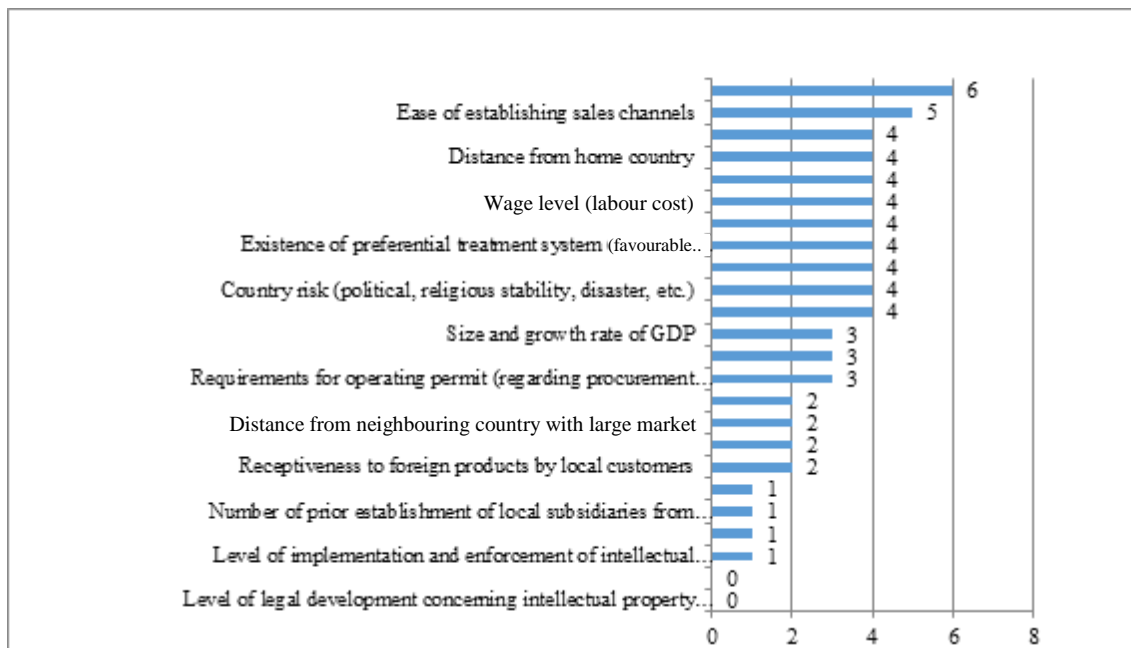 6
Ease of establishing sales channels 5
4
Distance from home country 4
4
Wage level (labour cost) 4
4
Existence of preferential treatment system (favourable.. 4
4
Country risk (political, religious stability, disaster, etc.) 4
4
Size and growth rate of GDP 3
3
Requirements for operating permit (regarding procurement... 3
2
Distance from neighbouring country with large market 2
2
Receptiveness to foreign products by local customers 2
1
Number of prior establishment of local subsidiaries from... 1
1
Level of implementation and enforcement of intellectual... 1
0
Level of legal development concerning intellectual property... 0
0 2 4 6 8